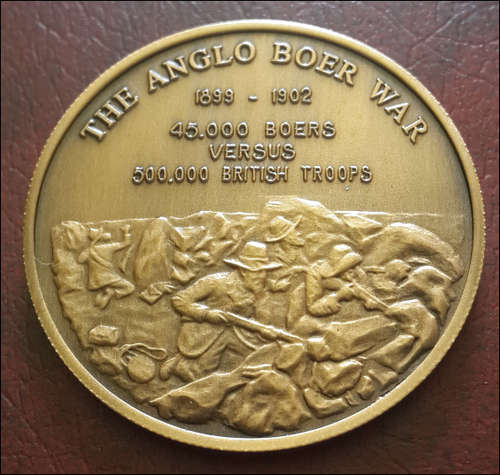 THE ANGLO BOER WAR
1899 - 1902
45.000 BOERS
VERSUS
500.000 BRITISH TROOPS